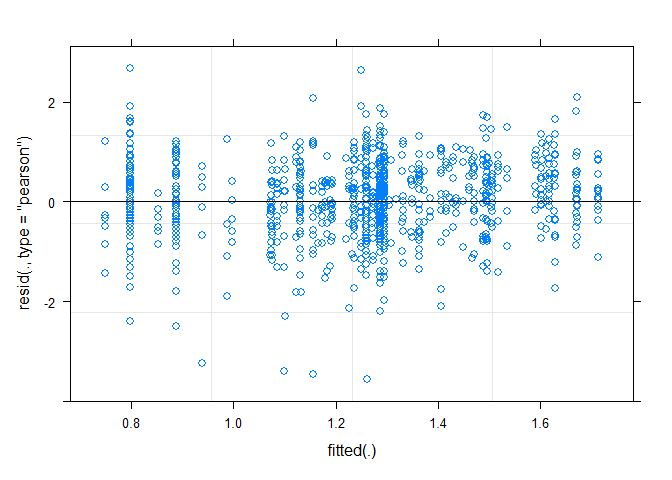 resid(., type = "pearson")
2
0
-2
0.8 1.0 1.2 1.4 1.6
fitted(.)